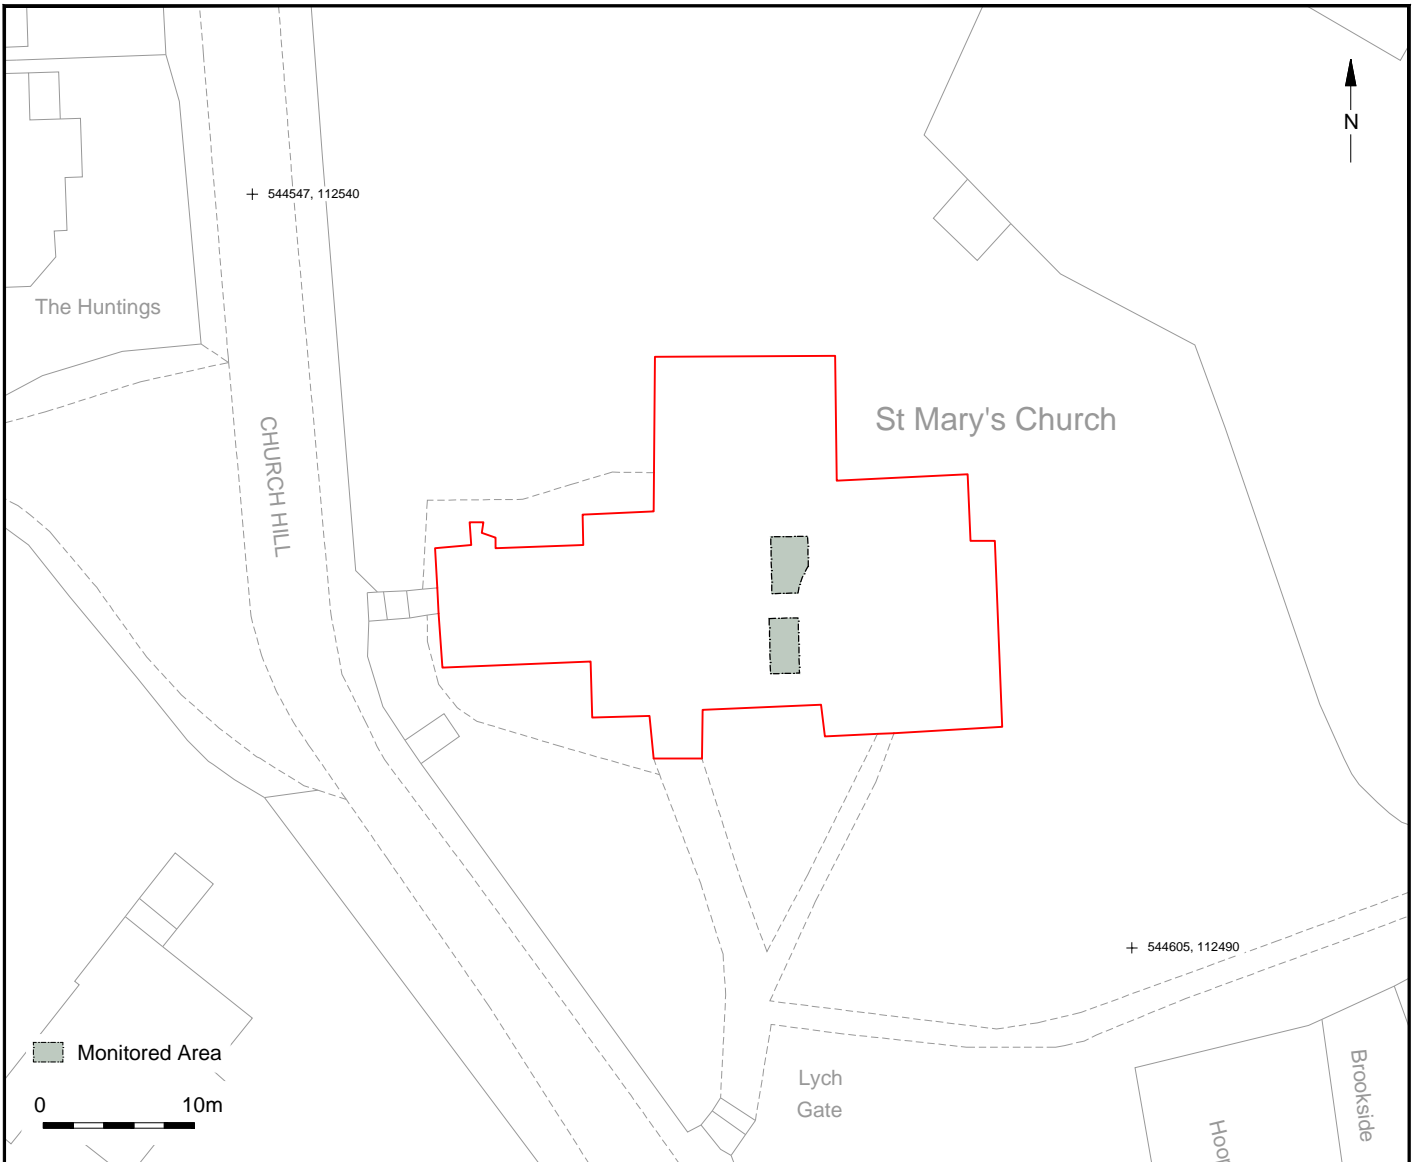 N
544547, 112540
The Huntings
St Mary's Church
CHURCH HILL
544605, 112490
Monitored Area
Lych
Gate
Brookside
0 10m